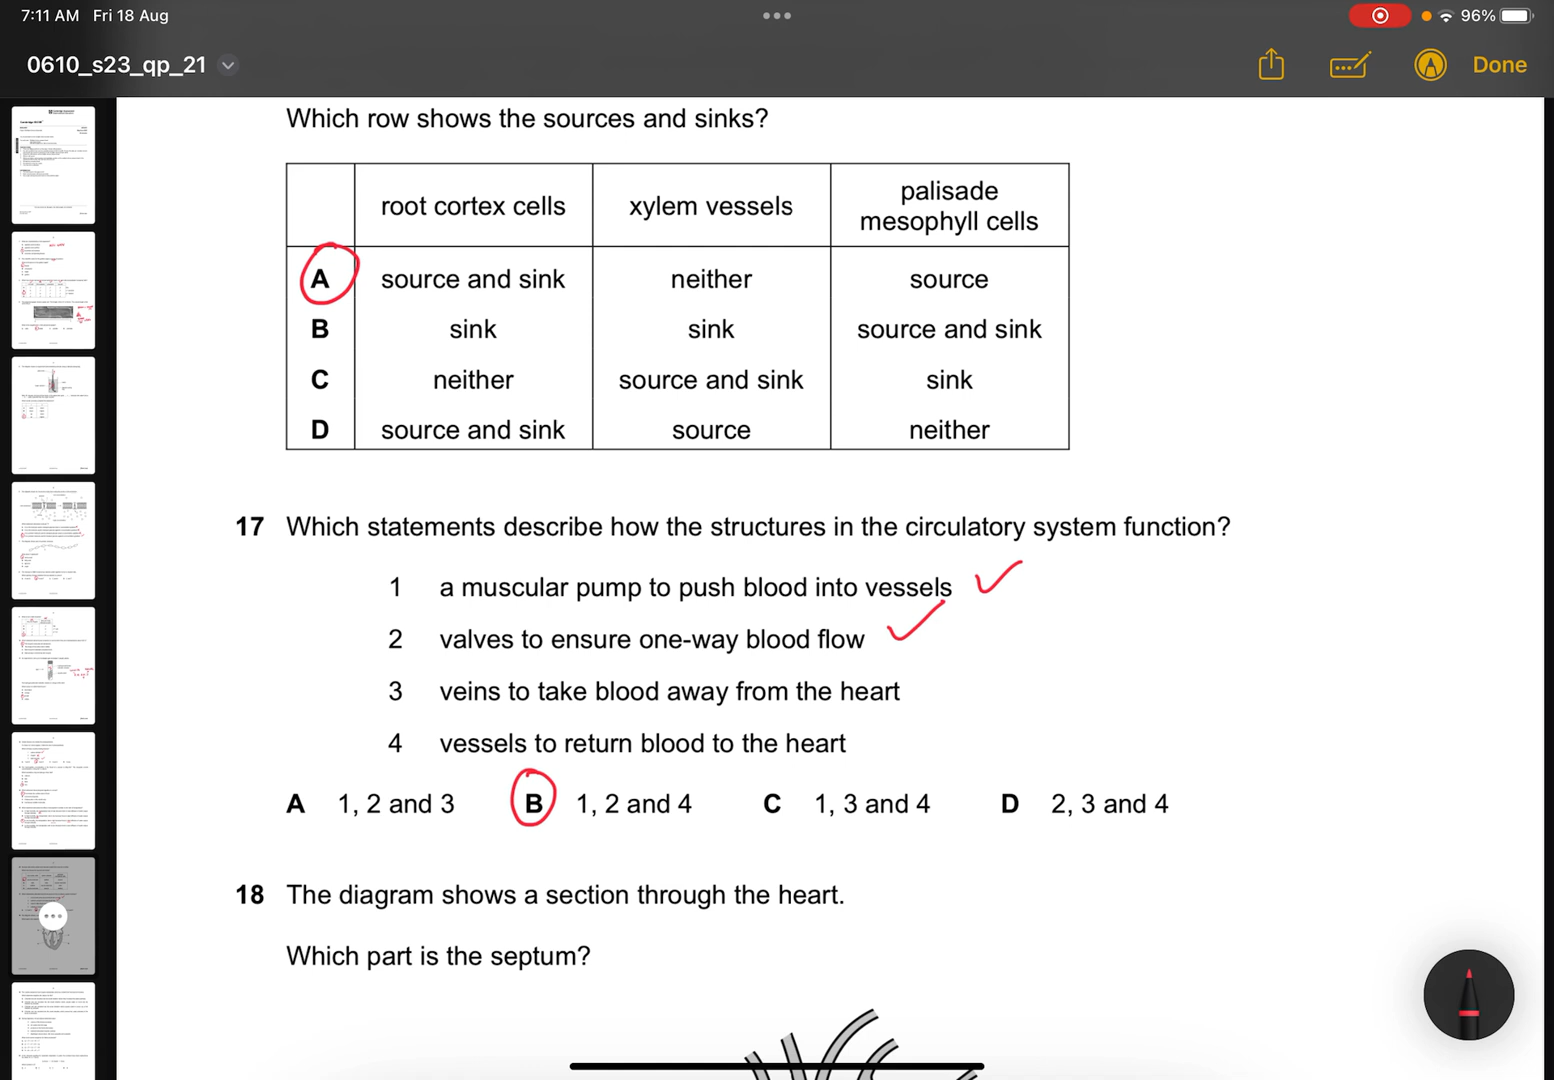 7:11 AM Fri 18 Aug
96%
0610_s23_qp_21
Done
Which row shows the sources and sinks?
root cortex cells xylem vessels palisade mesophyll cells
A source and sink neither source
B sink sink source and sink
C neither source and sink sink
D source and sink source neither
17 Which statements describe how the structures in the circulatory system function?
1 a muscular pump to push blood into vessels
2 valves to ensure one-way blood flow
3 veins to take blood away from the heart
4 vessels to return blood to the heart
A 1, 2 and 3 B 1, 2 and 4 C 1, 3 and 4 D 2, 3 and 4
18 The diagram shows a section through the heart.
Which part is the septum?